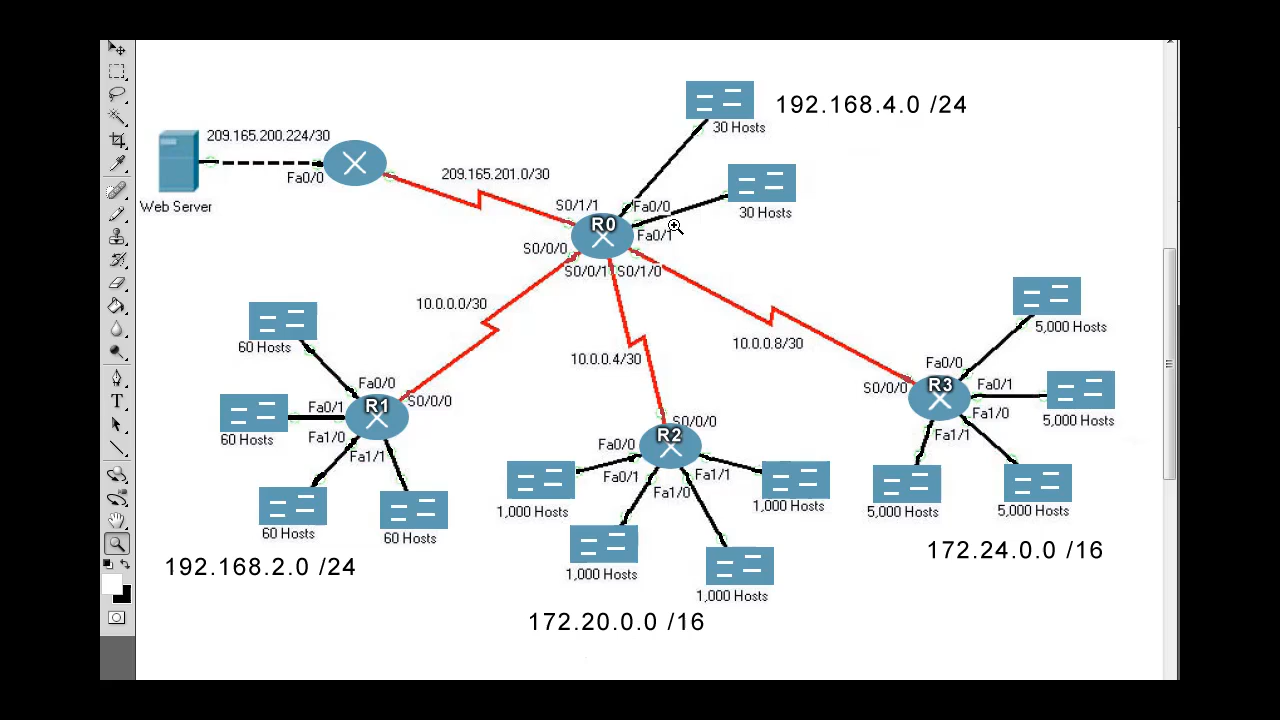 192.168.4.0 /24
30 Hosts
209.165.200.224/30
Fa0/0
Web Server
209.165.201.0/30
30 Hosts
S0/1/1
Fa0/0
R0
Fa0/1
S0/0/0
S0/0/1
S0/1/0
10.0.0.0/30
10.0.0.4/30
10.0.0.8/30
60 Hosts
Fa0/0
R1
S0/0/0
Fa0/1
60 Hosts
Fa1/0
Fa1/1
60 Hosts
60 Hosts
192.168.2.0 /24
S0/0/0
R2
Fa0/0
Fa0/1
Fa1/1
Fa1/0
1,000 Hosts
1,000 Hosts
1,000 Hosts
1,000 Hosts
172.20.0.0 /16
5,000 Hosts
Fa0/0
S0/0/0
R3
Fa0/1
Fa1/0
5,000 Hosts
Fa1/1
5,000 Hosts
5,000 Hosts
172.24.0.0 /16
T